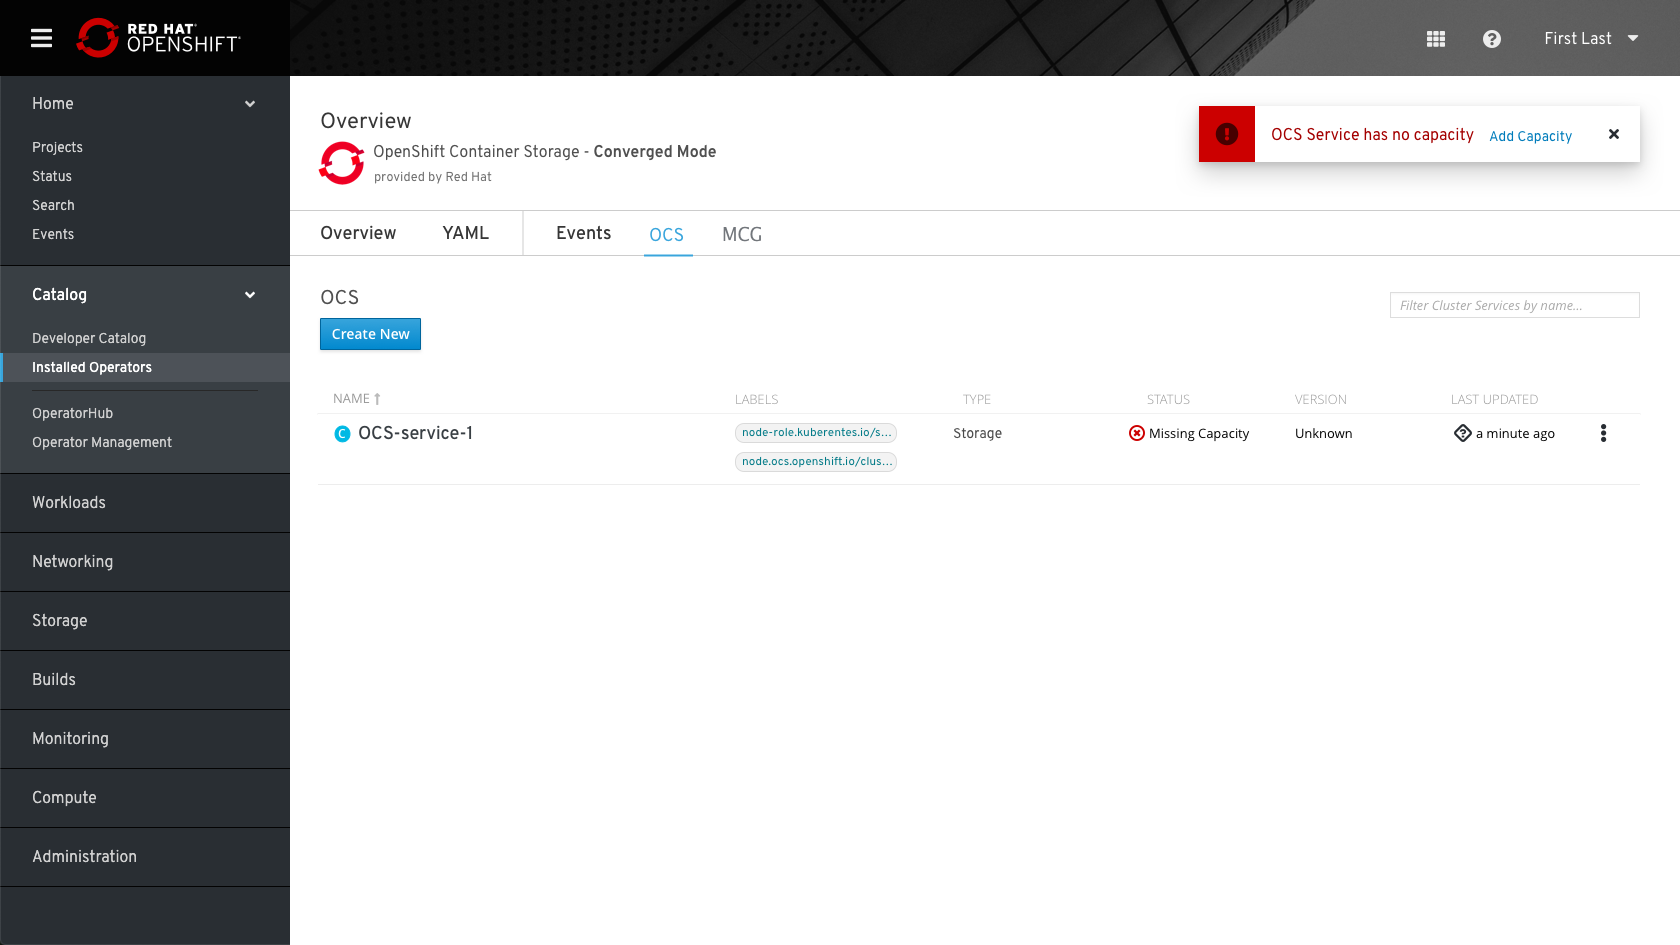 RED HAT
OPENSHIFT
First Last
Home
Projects
Status
Search
Events
Catalog
Developer Catalog
Installed Operators
OperatorHub
Operator Management
Workloads
Networking
Storage
Builds
Monitoring
Compute
Administration
Overview
OpenShift Container Storage - Converged Mode
provided by Red Hat
OCS Service has no capacity Add Capacity
Overview YAML Events OCS MCG
OCS
Filter Cluster Services by name...
Create New
NAME LABELS TYPE STATUS VERSION LAST UPDATED
C OCS-service-1 node-role.kuberentes.io/s... Storage Missing Capacity Unknown a minute ago
node.ocs.openshift.io/clus...